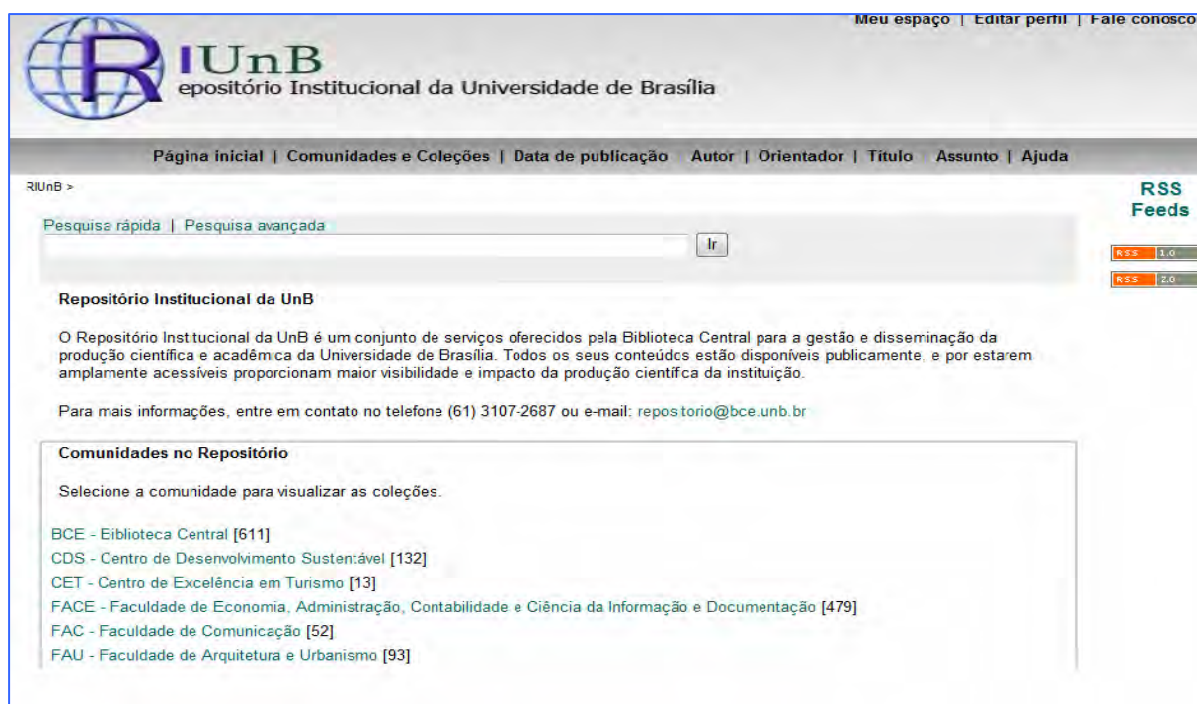 Meu espaço | Editar perfil | Fale conosco
RIUnB
epositório Institucional da Universidade de Brasília
Página inicial | Comunidades e Coleções | Data de publicação Autor | Orientador | Título Assunto | Ajuda
RIUnB >
RSS
Feeds
Pesquisa rápida | Pesquisa avançada
Ir
RSS 1.0
RSS 2.0
Repositório Institucional da UnB
O Repositório Institucional da UnB é um conjunto de serviços oferecidos pela Biblioteca Central para a gestão e disseminação da
produção científica e acadêmica da Universidade de Brasília. Todos os seus conteúdos estão disponíveis publicamente, e por estarem
amplamente acessíveis proporcionam maior visibilidade e impacto da produção científica da instituição.
Para mais informações, entre em contato no telefone (61) 3107-2687 ou e-mail: repositorio@bce.unb.br
Comunidades no Repositório
Selecione a comunidade para visualizar as coleções.
BCE - Biblioteca Central [611]
CDS - Centro de Desenvolvimento Sustentável [132]
CET - Centro de Excelência em Turismo [13]
FACE - Faculdade de Economia, Administração, Contabilidade e Ciência da Informação e Documentação [479]
FAC - Faculdade de Comunicação [52]
FAU - Faculdade de Arquitetura e Urbanismo [93]